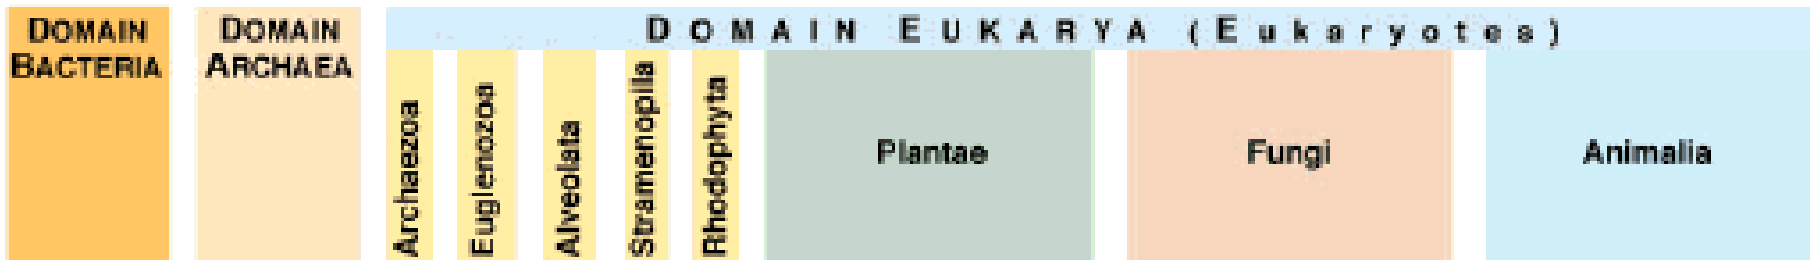 DOMAIN
BACTERIA
DOMAIN
ARCHAEA
DOMAIN EUKARYA (Eukaryotes)
Archaezoa
Euglenozoa
Alveolata
Stramenopila
Rhodophyta
Plantae
Fungi
Animalia